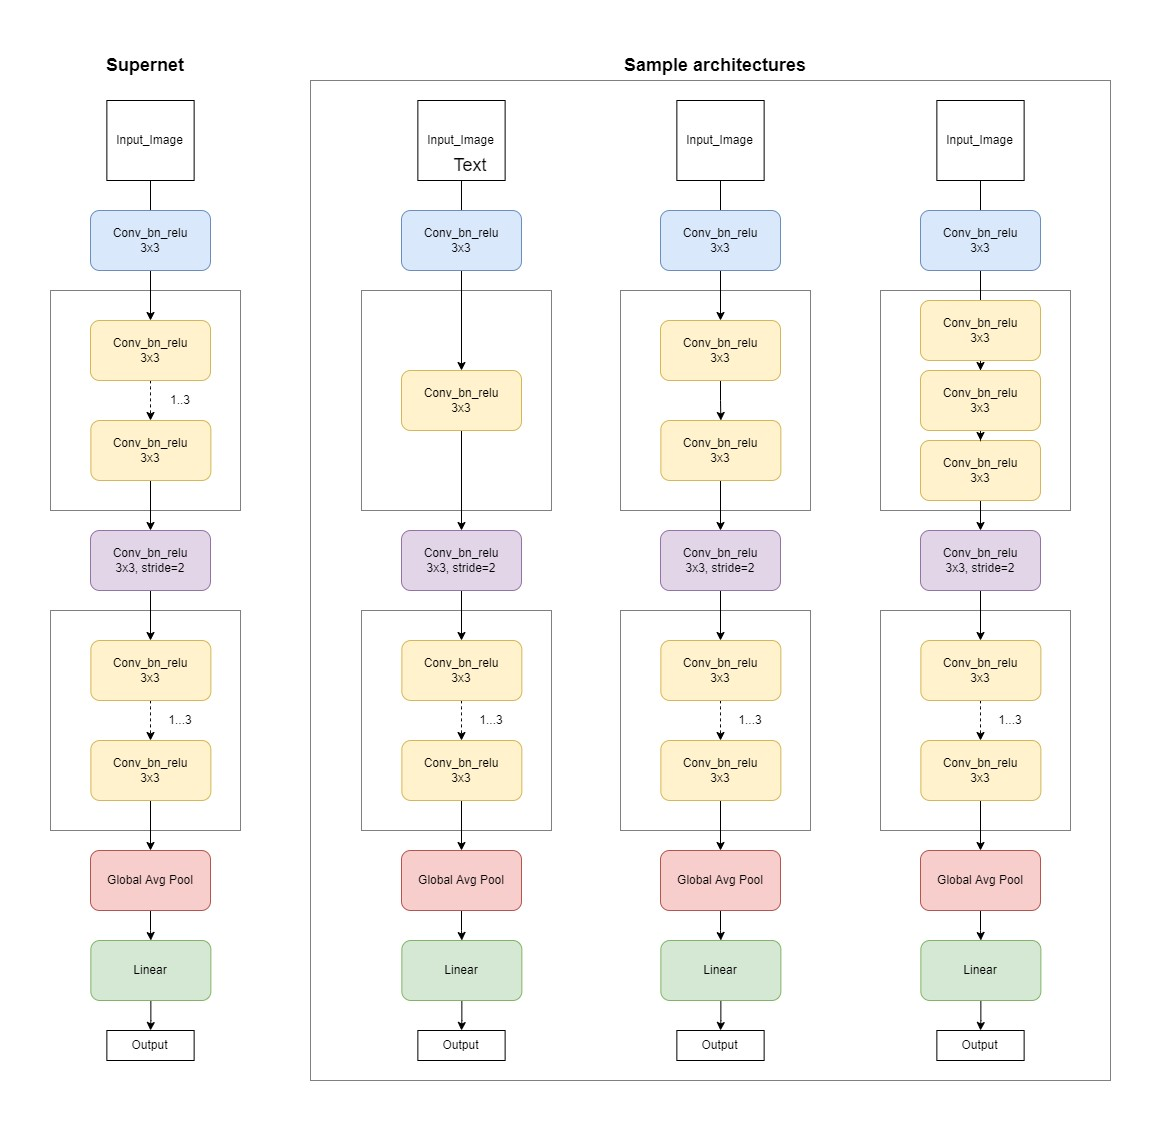 Supernet
Sample architectures
Input_Image
Conv_bn_relu
3x3
Conv_bn_relu
3x3
1..3
Conv_bn_relu
3x3
Conv_bn_relu
3x3, stride=2
Conv_bn_relu
3x3
1...3
Conv_bn_relu
3x3
Global Avg Pool
Linear
Output
Input_Image
Text
Conv_bn_relu
3x3
Conv_bn_relu
3x3
Conv_bn_relu
3x3, stride=2
Conv_bn_relu
3x3
1...3
Conv_bn_relu
3x3
Global Avg Pool
Linear
Output
Input_Image
Conv_bn_relu
3x3
Conv_bn_relu
3x3
Conv_bn_relu
3x3
Conv_bn_relu
3x3, stride=2
Conv_bn_relu
3x3
1...3
Conv_bn_relu
3x3
Global Avg Pool
Linear
Output
Input_Image
Conv_bn_relu
3x3
Conv_bn_relu
3x3
Conv_bn_relu
3x3
Conv_bn_relu
3x3
Conv_bn_relu
3x3, stride=2
Conv_bn_relu
3x3
1...3
Conv_bn_relu
3x3
Global Avg Pool
Linear
Output